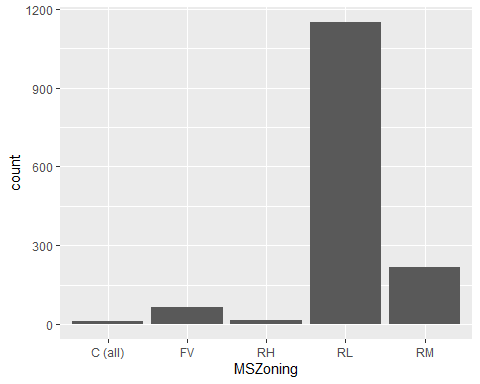 1200
900
600
300
0
count
C (all) FV RH RL RM
MSZoning